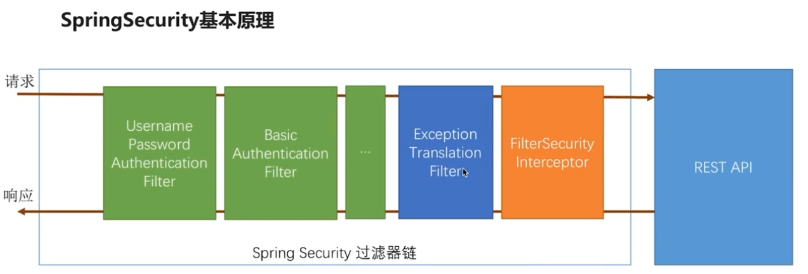 SpringSecurity基本原理
请求
Username
Password
Authentication
Filter
Basic
Authentication
Filter
...
Exception
Translation
Filter
FilterSecurity
Interceptor
REST API
响应
Spring Security 过滤器链